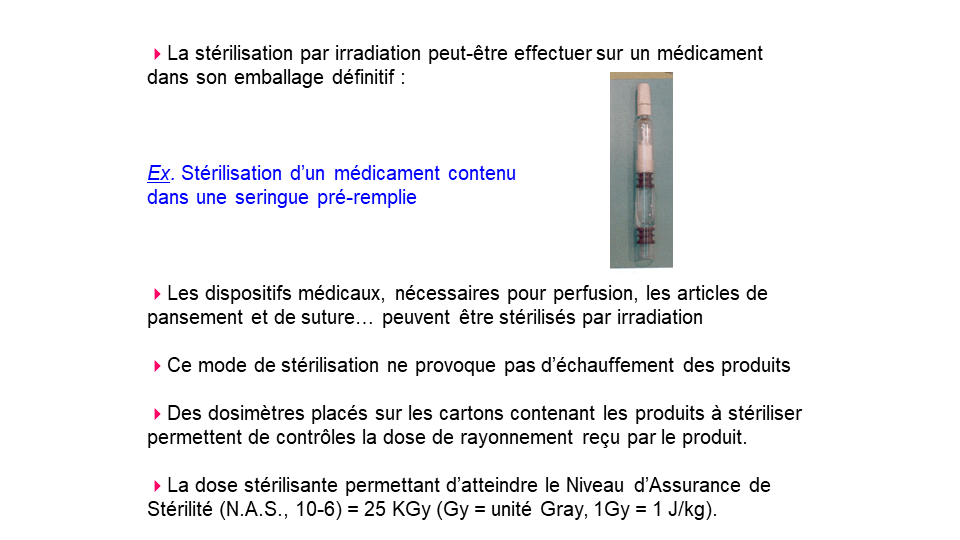 La stérilisation par irradiation peut-être effectuer sur un médicament
dans son emballage définitif :
Ex. Stérilisation d’un médicament contenu
dans une seringue pré-remplie
Les dispositifs médicaux, nécessaires pour perfusion, les articles de
pansement et de suture… peuvent être stérilisés par irradiation
Ce mode de stérilisation ne provoque pas d’échauffement des produits
Des dosimètres placés sur les cartons contenant les produits à stériliser
permettent de contrôles la dose de rayonnement reçu par le produit.
La dose stérilisante permettant d’atteindre le Niveau d’Assurance de
Stérilité (N.A.S., 10-6) = 25 KGy (Gy = unité Gray, 1Gy = 1 J/kg).